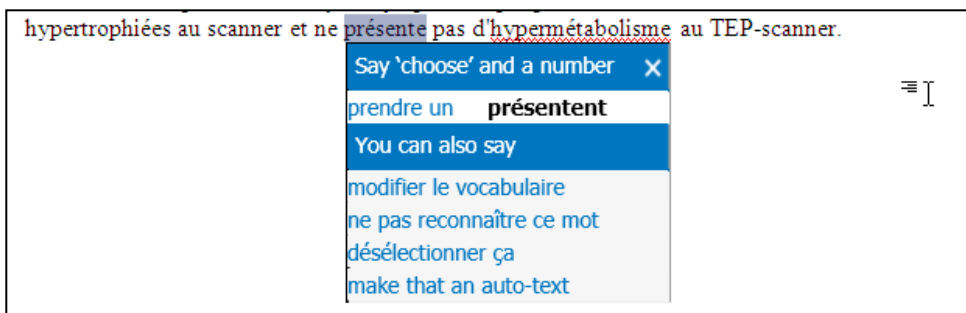 hypertrophiées au scanner et ne présente pas d'hypermétabolisme au TEP-scanner.
Say ‘choose’ and a number
prendre un présentent
You can also say
modifier le vocabulaire
ne pas reconnaître ce mot
désélectionner ça
make that an auto-text